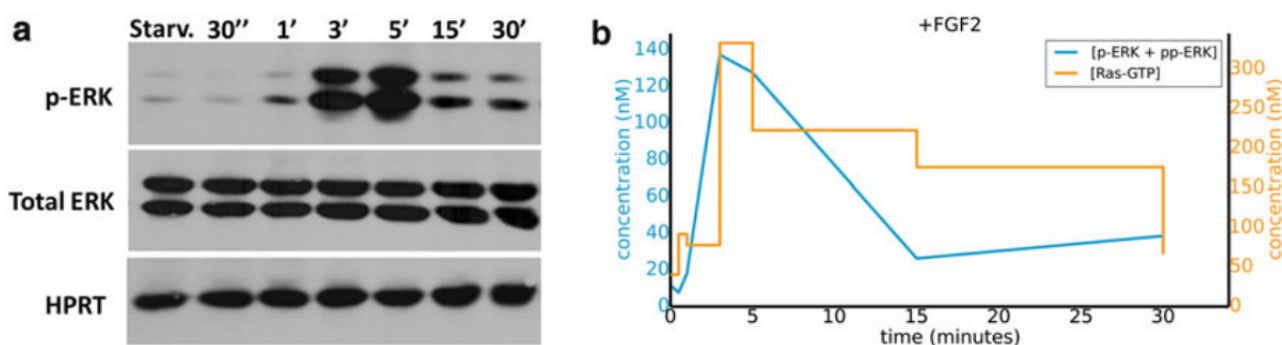 a
Starv. 30'' 1' 3' 5' 15' 30'
p-ERK
Total ERK
HPRT
b
+FGF2
[p-ERK + pp-ERK]
[Ras-GTP]
concentration (nM)
140
120
100
80
60
40
20
0
0 5 10 15 20 25 30
time (minutes)
300
250
200
150
100
50
0
concentration (nM)